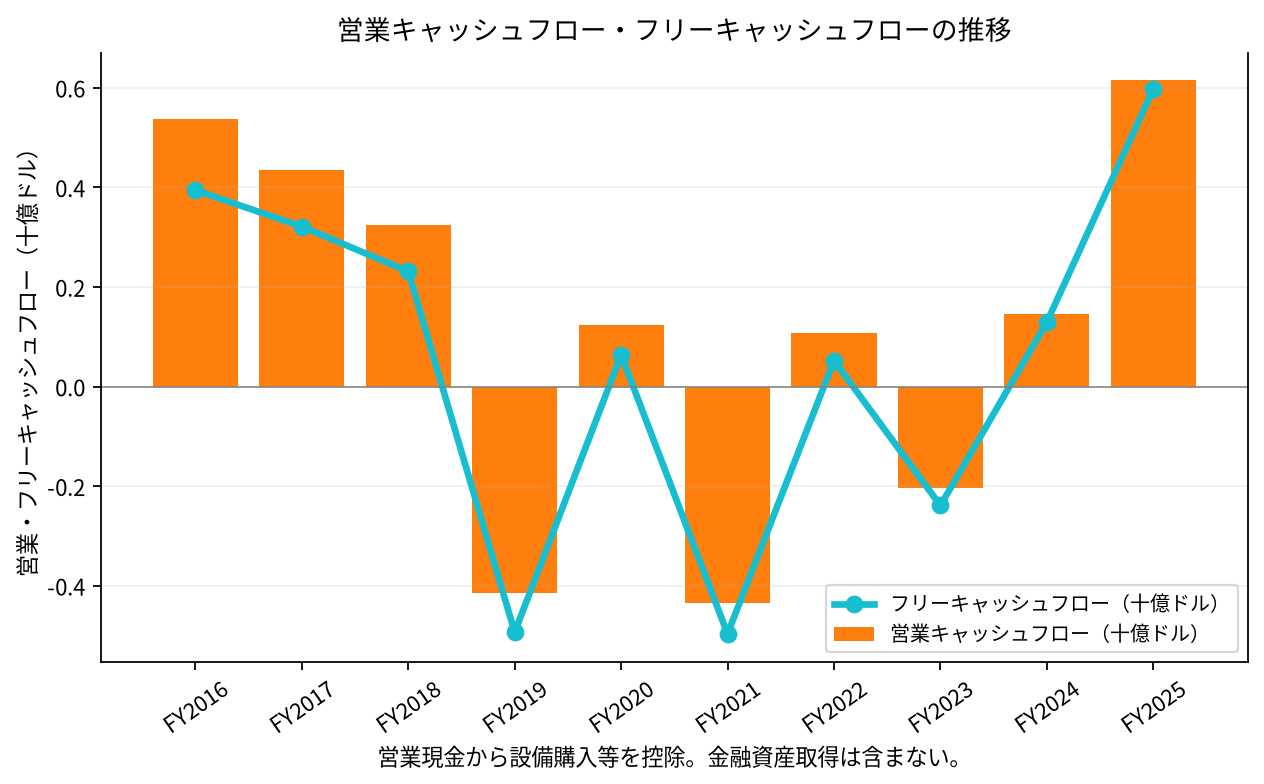 営業キャッシュフロー・フリーキャッシュフローの推移
営業・フリーキャッシュフロー（十億ドル）
0.6
0.4
0.2
0.0
-0.2
-0.4
フリーキャッシュフロー（十億ドル）
営業キャッシュフロー（十億ドル）
FY2016
FY2017
FY2018
FY2019
FY2020
FY2021
FY2022
FY2023
FY2024
FY2025
営業現金から設備購入等を控除。金融資産取得は含まない。